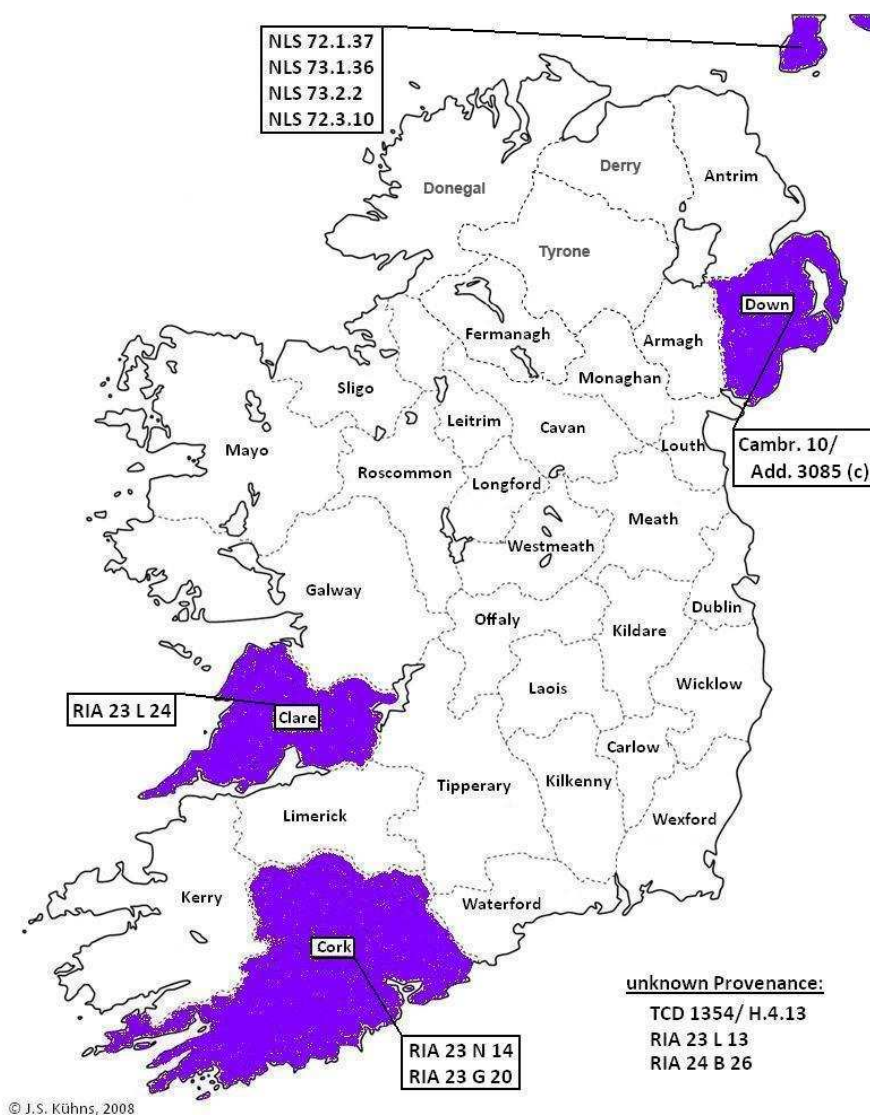 NLS 72.1.37
NLS 73.1.36
NLS 73.2.2
NLS 72.3.10
Derry
Antrim
Donegal
Tyrone
Down
Fermanagh
Armagh
Monaghan
Sligo
Leitrim
Cavan
Louth
Cambr. 10/
Add. 3085 (c)
Mayo
Roscommon
Longford
Meath
Westmeath
Galway
Dublin
Offaly
Kildare
Laois
Wicklow
RIA 23 L 24
Clare
Carlow
Tipperary
Kilkenny
Limerick
Wexford
Kerry
Waterford
Cork
unknown Provenance:
TCD 1354/ H.4.13
RIA 23 L 13
RIA 24 B 26
RIA 23 N 14
RIA 23 G 20
© J.S. Kühns, 2008